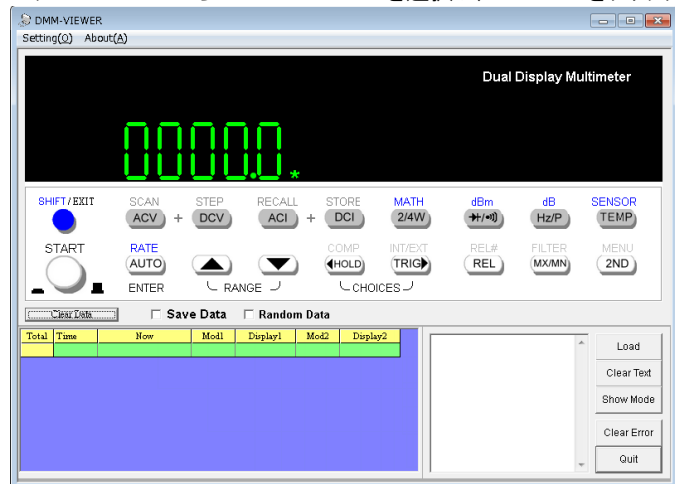 DMM-VIEWER
Setting(O) About(A)
Dual Display Multimeter
0000.0 *
SHIFT/EXIT SCAN STEP RECALL STORE MATH dBm dB SENSOR
ACV + DCV ACI + DCI 2/4W Hz/P TEMP
START RATE COMP INT/EXT REL# FILTER MENU
AUTO HOLD TRIG REL MX/MN 2ND
ENTER RANGE CHOICES
Clear Data Save Data Random Data
Total Time Now Mod1 Display1 Mod2 Display2
Load
Clear Text
Show Mode
Clear Error
Quit